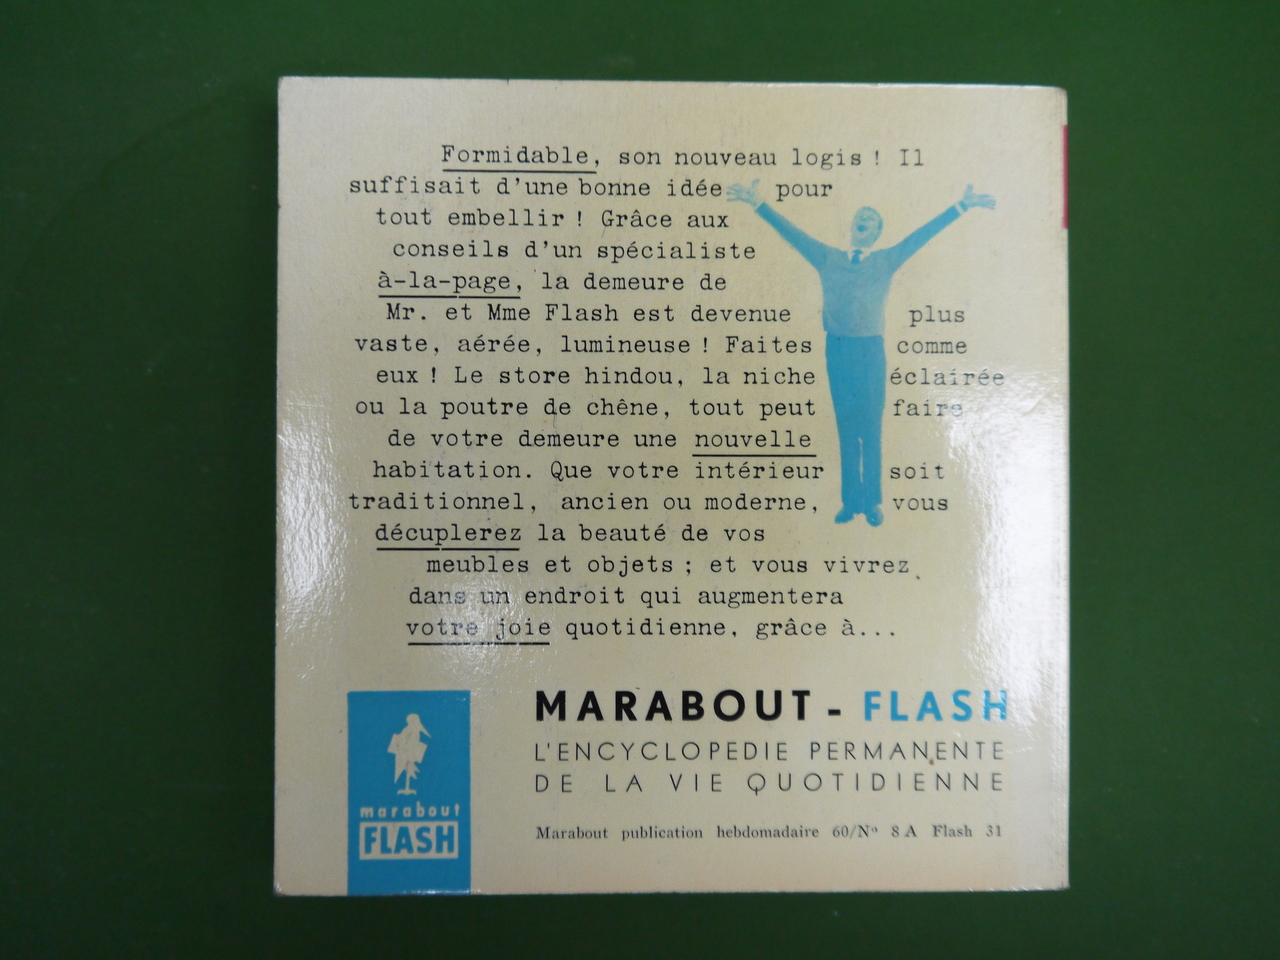 Formidable, son nouveau logis ! Il
suffisait d'une bonne idée pour
tout embellir ! Grâce aux
conseils d'un spécialiste
à-la-page, la demeure de
Mr. et Mme Flash est devenue plus
vaste, aérée, lumineuse ! Faites comme
eux ! Le store hindou, la niche éclairée
ou la poutre de chêne, tout peut faire
de votre demeure une nouvelle
habitation. Que votre intérieur soit
traditionnel, ancien ou moderne, vous
décuplerez la beauté de vos
meubles et objets ; et vous vivrez
dans un endroit qui augmentera
votre joie quotidienne, grâce à...
MARABOUT - FLASH
L'ENCYCLOPEDIE PERMANENTE
DE LA VIE QUOTIDIENNE
Marabout publication hebdomadaire 60/Nº 8 A Flash 31
marabout
FLASH